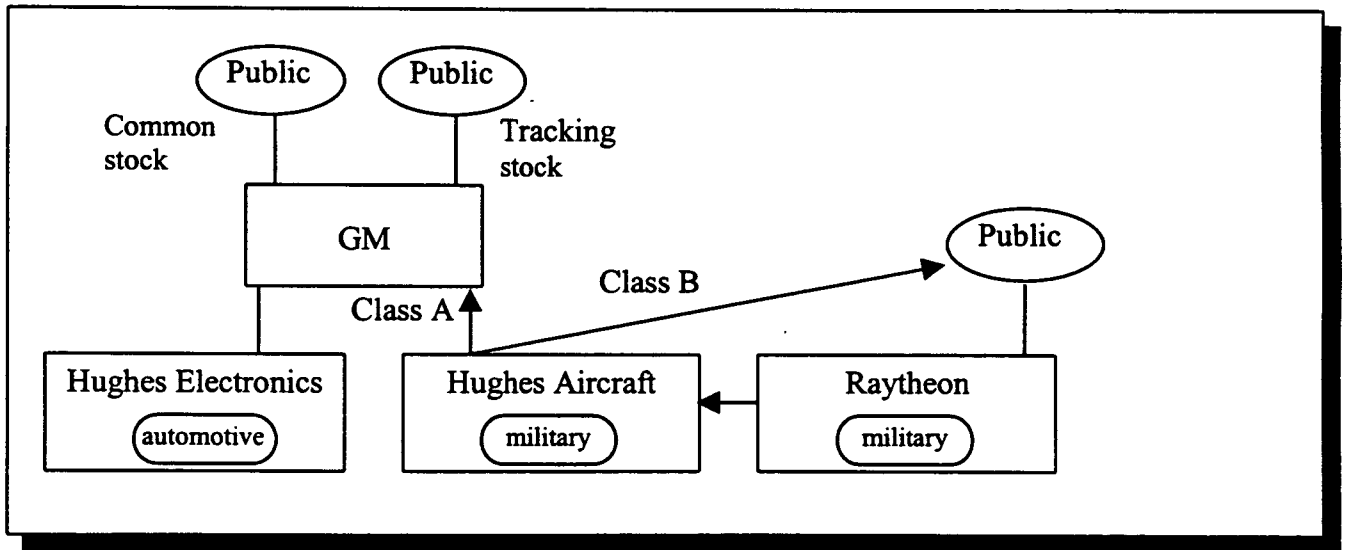 Public
Public
Common
stock
Tracking
stock
GM
Public
Class B
Class A
Hughes Electronics
automotive
Hughes Aircraft
military
Raytheon
military